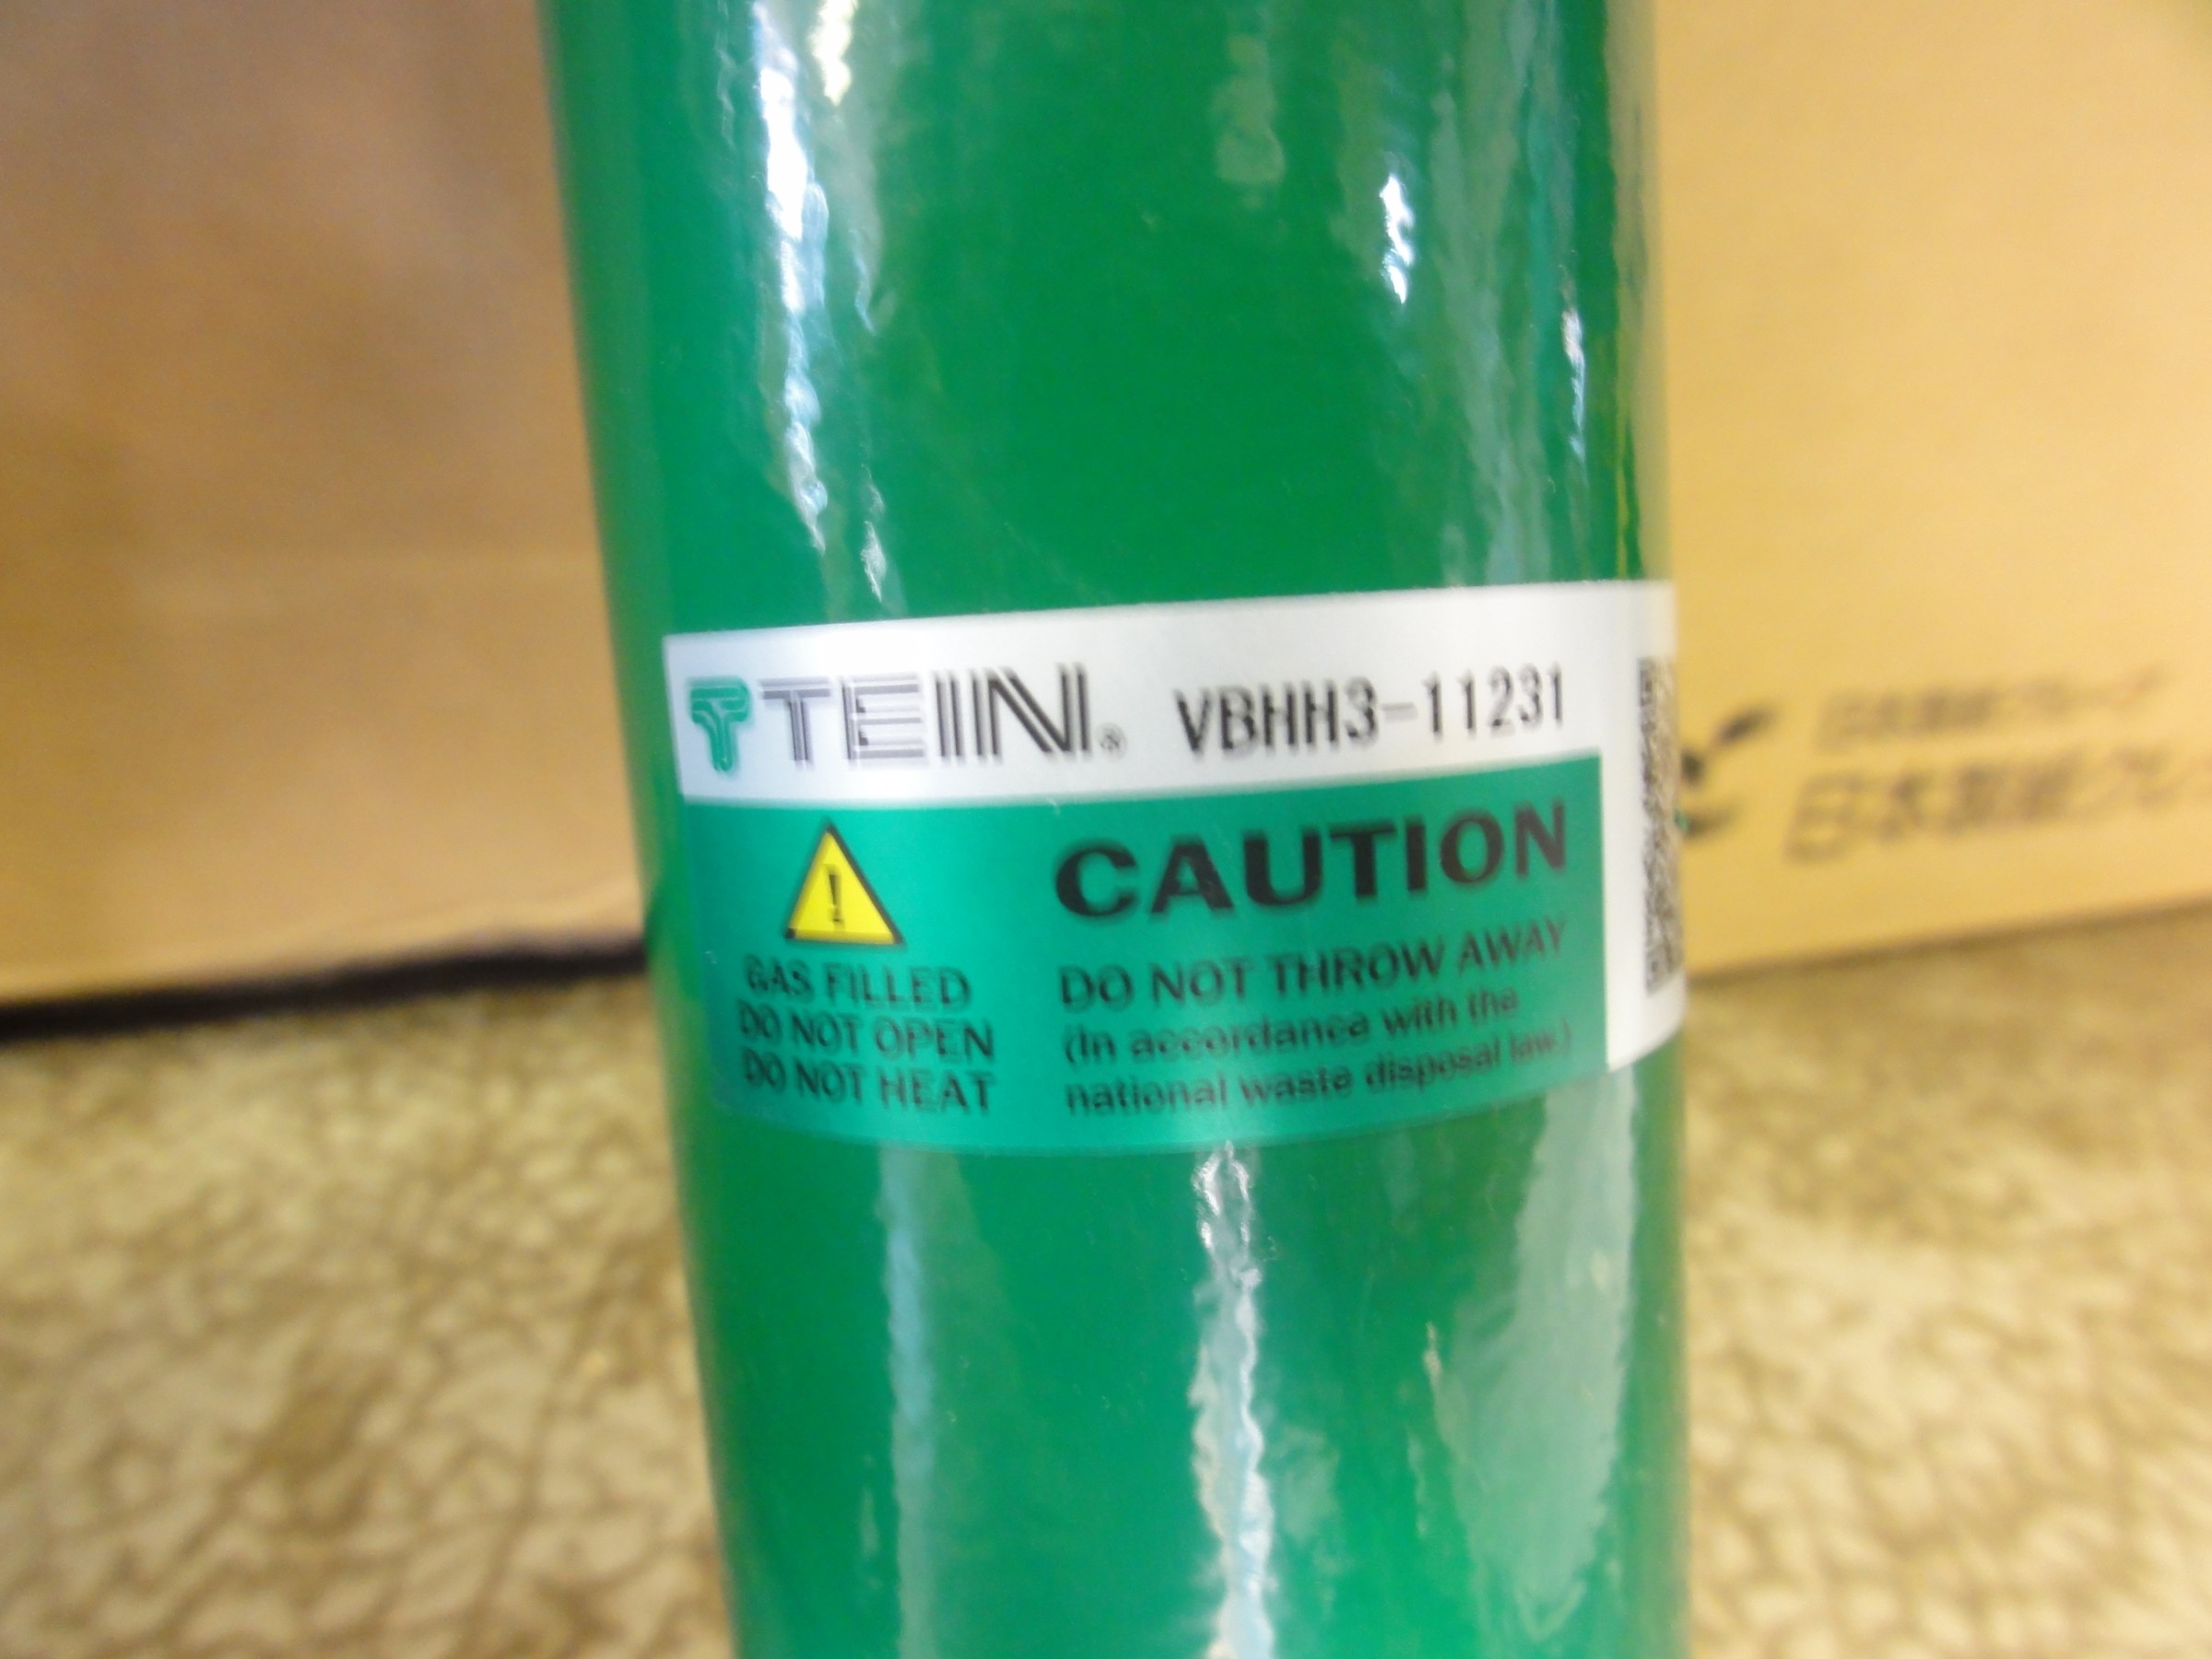 TEIN® VBHH3-11231
CAUTION
GAS FILLED
DO NOT OPEN
DO NOT HEAT
DO NOT THROW AWAY
(In accordance with the
national waste disposal law.)